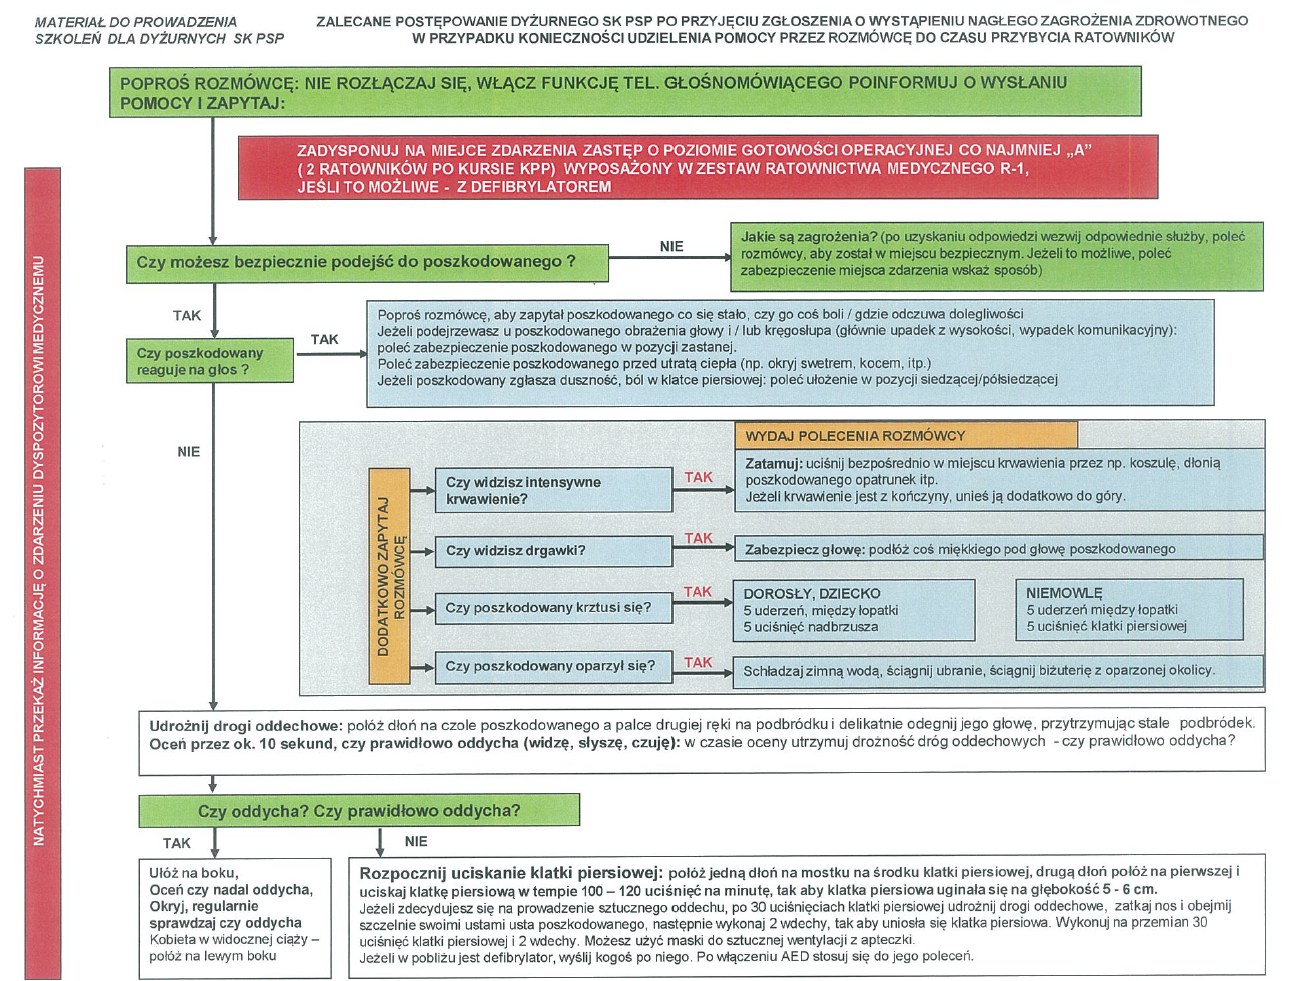 MATERIAŁ DO PROWADZENIA
SZKOLEŃ DLA DYŻURNYCH SK PSP
ZALECANE POSTĘPOWANIE DYŻURNEGO SK PSP PO PRZYJĘCIU ZGŁOSZENIA O WYSTĄPIENIU NAGŁEGO ZAGROŻENIA ZDROWOTNEGO
W PRZYPADKU KONIECZNOŚCI UDZIELENIA POMOCY PRZEZ ROZMÓWCĘ DO CZASU PRZYBYCIA RATOWNIKÓW
POPROŚ ROZMÓWCĘ: NIE ROZŁĄCZAJ SIĘ, WŁĄCZ FUNKCJĘ TEL. GŁOŚNOMÓWIĄCEGO POINFORMUJ O WYSŁANIU
POMOCY I ZAPYTAJ:
ZADYSPONUJ NA MIEJCE ZDARZENIA ZASTĘP O POZIOMIE GOTOWOŚCI OPERACYJNEJ CO NAJMNIEJ „A”
( 2 RATOWNIKÓW PO KURSIE KPP) WYPOSAŻONY W ZESTAW RATOWNICTWA MEDYCZNEGO R-1,
JEŚLI TO MOŻLIWE - Z DEFIBRYLATOREM
NATYCHMIAST PRZEKAŻ INFORMACJĘ O ZDARZENIU DYSPOZYTOROWI MEDYCZNEMU
Czy możesz bezpiecznie podejść do poszkodowanego ?
NIE
Jakie są zagrożenia? (po uzyskaniu odpowiedzi wezwij odpowiednie służby, poleć
rozmówcy, aby został w miejscu bezpiecznym. Jeżeli to możliwe, poleć
zabezpieczenie miejsca zdarzenia wskaż sposób)
TAK
Czy poszkodowany
reaguje na głos ?
TAK
Poproś rozmówcę, aby zapytał poszkodowanego co się stało, czy go coś boli / gdzie odczuwa dolegliwości
Jeżeli podejrzewasz u poszkodowanego obrażenia głowy i / lub kręgosłupa (głównie upadek z wysokości, wypadek komunikacyjny):
poleć zabezpieczenie poszkodowanego w pozycji zastanej.
Poleć zabezpieczenie poszkodowanego przed utratą ciepła (np. okryj swetrem, kocem, itp.)
Jeżeli poszkodowany zgłasza duszność, ból w klatce piersiowej: poleć ułożenie w pozycji siedzącej/półsiedzącej
NIE
DODATKOWO ZAPYTAJ
ROZMÓWCĘ
WYDAJ POLECENIA ROZMÓWCY
Czy widzisz intensywne
krwawienie?
TAK
Zatamuj: uciśnij bezpośrednio w miejscu krwawienia przez np. koszulę, dłonią
poszkodowanego opatrunek itp.
Jeżeli krwawienie jest z kończyny, unieś ją dodatkowo do góry.
Czy widzisz drgawki?
TAK
Zabezpiecz głowę: podłóż coś miękkiego pod głowę poszkodowanego
Czy poszkodowany krztusi się?
TAK
DOROSŁY, DZIECKO
5 uderzeń, między łopatki
5 uciśnięć nadbrzusza
NIEMOWLĘ
5 uderzeń między łopatki
5 uciśnięć klatki piersiowej
Czy poszkodowany oparzył się?
TAK
Schładzaj zimną wodą, ściągnij ubranie, ściągnij biżuterię z oparzonej okolicy.
Udrożnij drogi oddechowe: połóż dłoń na czole poszkodowanego a palce drugiej ręki na podbródku i delikatnie odegnij jego głowę, przytrzymując stale podbródek.
Oceń przez ok. 10 sekund, czy prawidłowo oddycha (widzę, słyszę, czuję): w czasie oceny utrzymuj drożność dróg oddechowych - czy prawidłowo oddycha?
Czy oddycha? Czy prawidłowo oddycha?
TAK
NIE
Ułóż na boku,
Oceń czy nadal oddycha,
Okryj, regularnie
sprawdzaj czy oddycha
Kobieta w widocznej ciąży –
połóż na lewym boku
Rozpocznij uciskanie klatki piersiowej: połóż jedną dłoń na mostku na środku klatki piersiowej, drugą dłoń połóż na pierwszej i
uciskaj klatkę piersiową w tempie 100 – 120 uciśnięć na minutę, tak aby klatka piersiowa uginała się na głębokość 5 - 6 cm.
Jeżeli zdecydujesz się na prowadzenie sztucznego oddechu, po 30 uciśnięciach klatki piersiowej udrożnij drogi oddechowe, zatkaj nos i obejmij
szczelnie swoimi ustami usta poszkodowanego, następnie wykonaj 2 wdechy, tak aby uniosła się klatka piersiowa. Wykonuj na przemian 30
uciśnięć klatki piersiowej i 2 wdechy. Możesz użyć maski do sztucznej wentylacji z apteczki.
Jeżeli w pobliżu jest defibrylator, wyślij kogoś po niego. Po włączeniu AED stosuj się do jego poleceń.